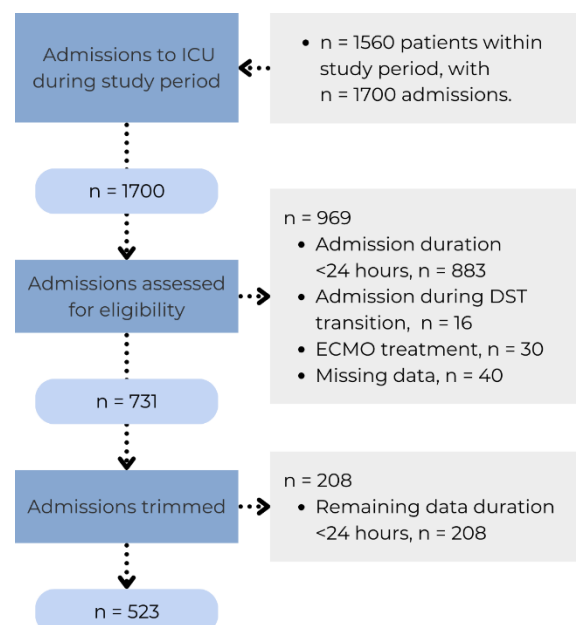 Admissions to ICU
during study period
• n = 1560 patients within
study period, with
n = 1700 admissions.
n = 1700
n = 969
• Admission duration
<24 hours, n = 883
• Admission during DST
transition,  n = 16
• ECMO treatment, n = 30
• Missing data, n = 40
Admissions assessed
for eligibility
n = 731
n = 208
• Remaining data duration
<24 hours, n = 208
Admissions trimmed
n = 523